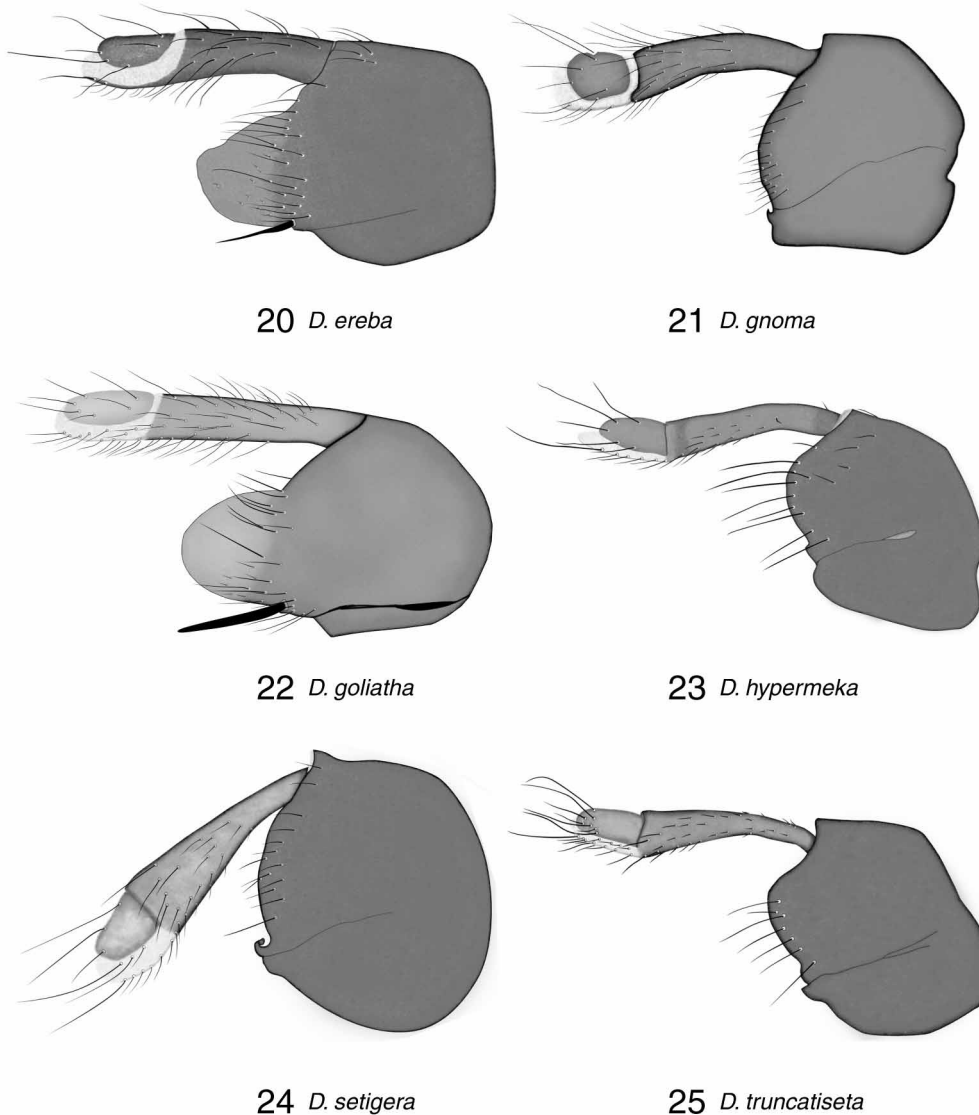 20 D. ereba
21 D. gnoma
22 D. goliatha
23 D. hypermeka
24 D. setigera
25 D. truncatiseta